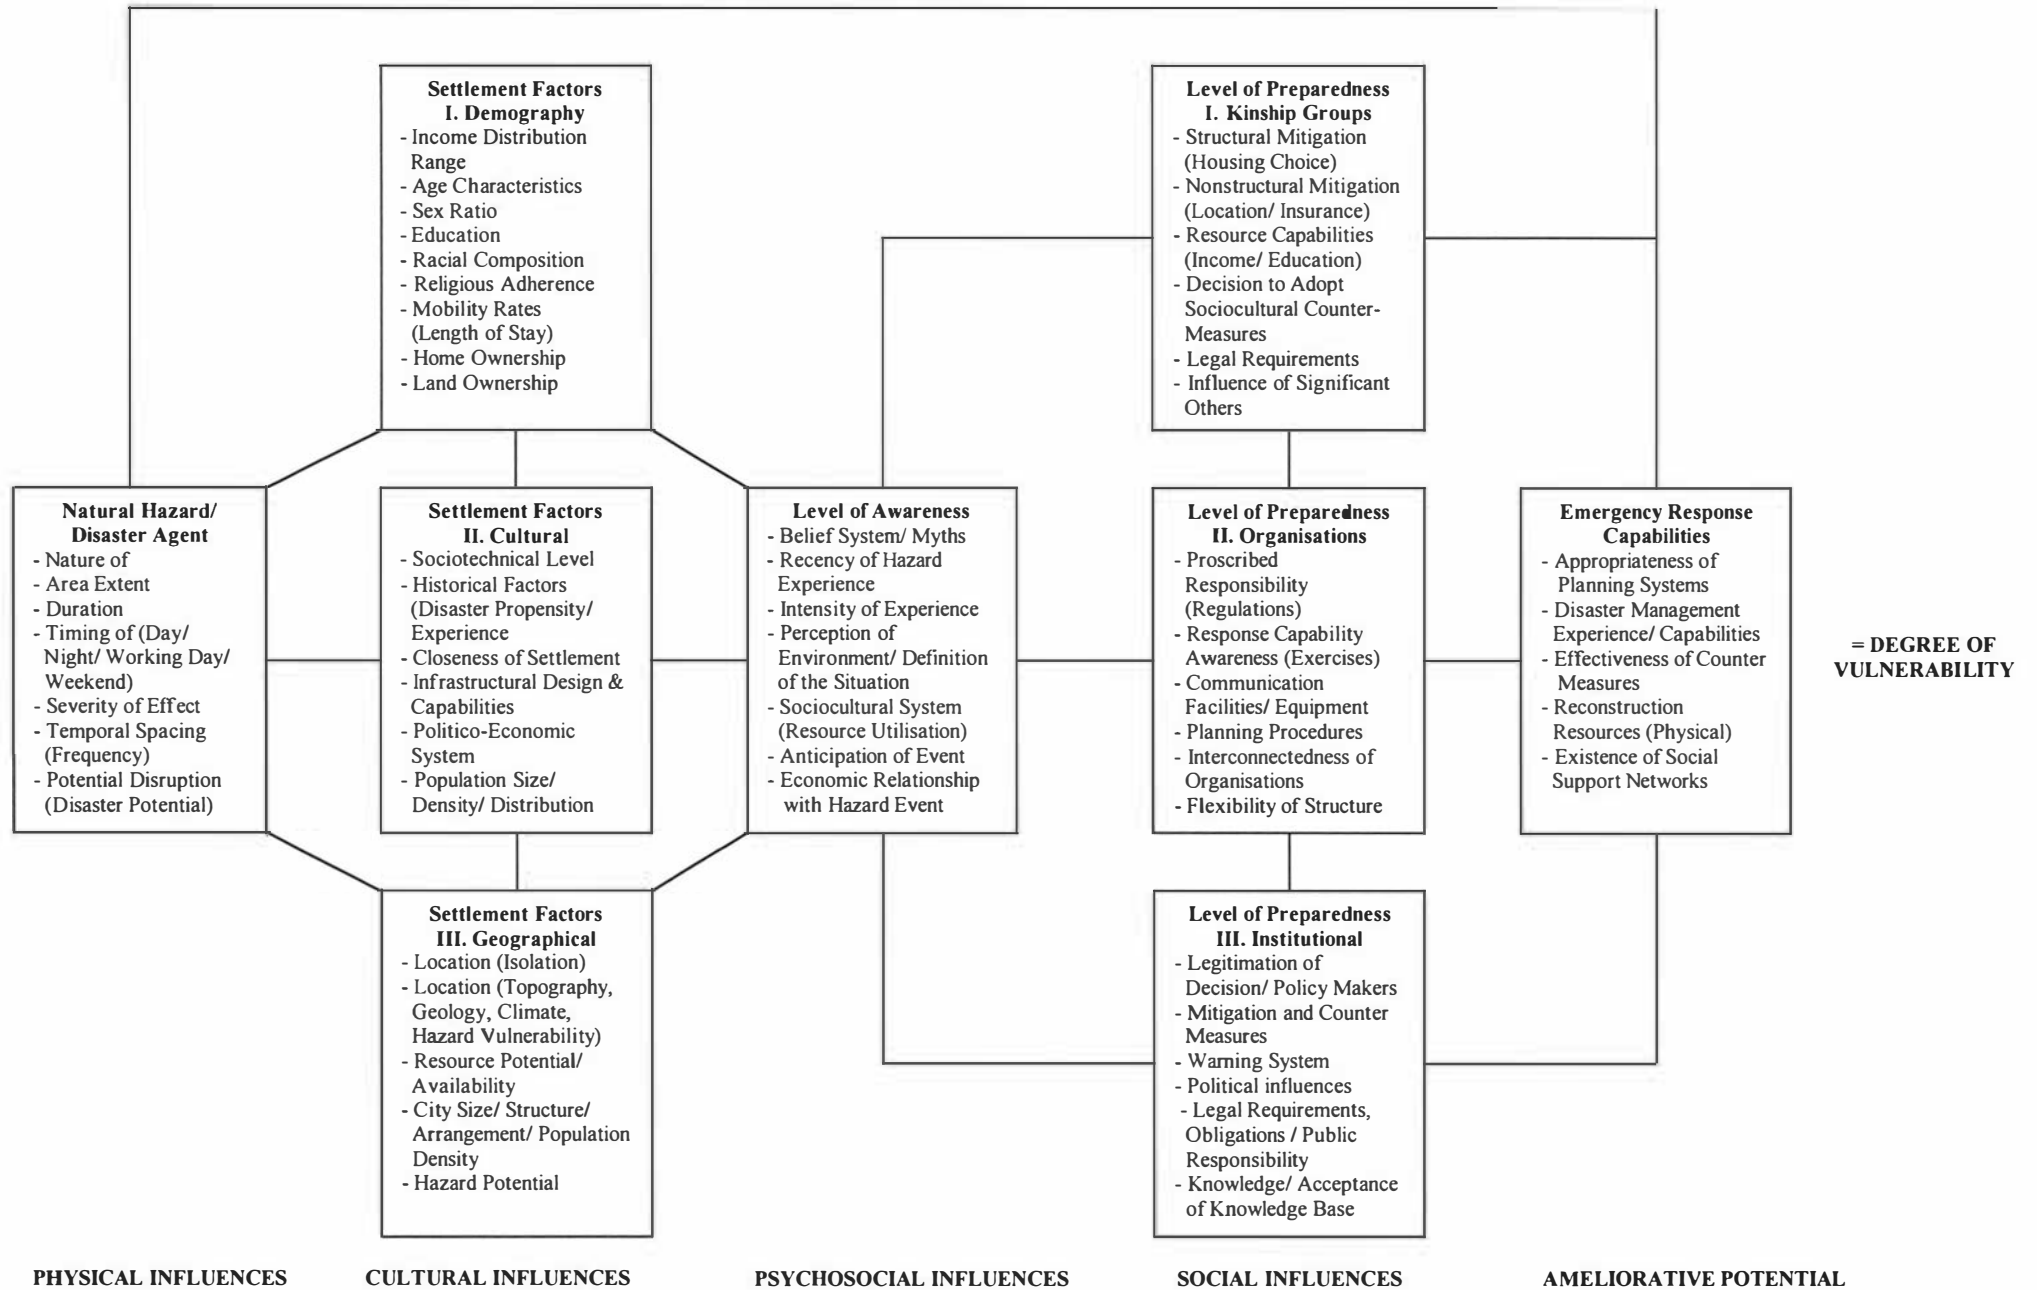 Settlement Factors
I. Demography
- Income Distribution
Range
- Age Characteristics
- Sex Ratio
- Education
- Racial Composition
- Religious Adherence
- Mobility Rates
(Length of Stay)
- Home Ownership
- Land Ownership
Level of Preparedness
I. Kinship Groups
- Structural Mitigation
(Housing Choice)
- Nonstructural Mitigation
(Location/ Insurance)
- Resource Capabilities
(Income/ Education)
- Decision to Adopt
Sociocultural Counter-
Measures
- Legal Requirements
- Influence of Significant
Others
Natural Hazard/
Disaster Agent
- Nature of
- Area Extent
- Duration
- Timing of (Day/
Night/ Working Day/
Weekend)
- Severity of Effect
- Temporal Spacing
(Frequency)
- Potential Disruption
(Disaster Potential)
Settlement Factors
II. Cultural
- Sociotechnical Level
- Historical Factors
(Disaster Propensity/
Experience
- Closeness of Settlement
- Infrastructural Design &
Capabilities
- Politico-Economic
System
- Population Size/
Density/ Distribution
Level of Awareness
- Belief System/ Myths
- Recency of Hazard
Experience
- Intensity of Experience
- Perception of
Environment/ Definition
of the Situation
- Sociocultural System
(Resource Utilisation)
- Anticipation of Event
- Economic Relationship
with Hazard Event
Level of Preparedness
II. Organisations
- Proscribed
Responsibility
(Regulations)
- Response Capability
Awareness (Exercises)
- Communication
Facilities/ Equipment
- Planning Procedures
- Interconnectedness of
Organisations
- Flexibility of Structure
Emergency Response
Capabilities
- Appropriateness of
Planning Systems
- Disaster Management
Experience/ Capabilities
- Effectiveness of Counter
Measures
- Reconstruction
Resources (Physical)
- Existence of Social
Support Networks
= DEGREE OF
VULNERABILITY
Settlement Factors
III. Geographical
- Location (Isolation)
- Location (Topography,
Geology, Climate,
Hazard Vulnerability)
- Resource Potential/
Availability
- City Size/ Structure/
Arrangement/ Population
Density
- Hazard Potential
Level of Preparedness
III. Institutional
- Legitimation of
Decision/ Policy Makers
- Mitigation and Counter
Measures
- Warning System
- Political influences
- Legal Requirements,
Obligations / Public
Responsibility
- Knowledge/ Acceptance
of Knowledge Base
PHYSICAL INFLUENCES
CULTURAL INFLUENCES
PSYCHOSOCIAL INFLUENCES
SOCIAL INFLUENCES
AMELIORATIVE POTENTIAL